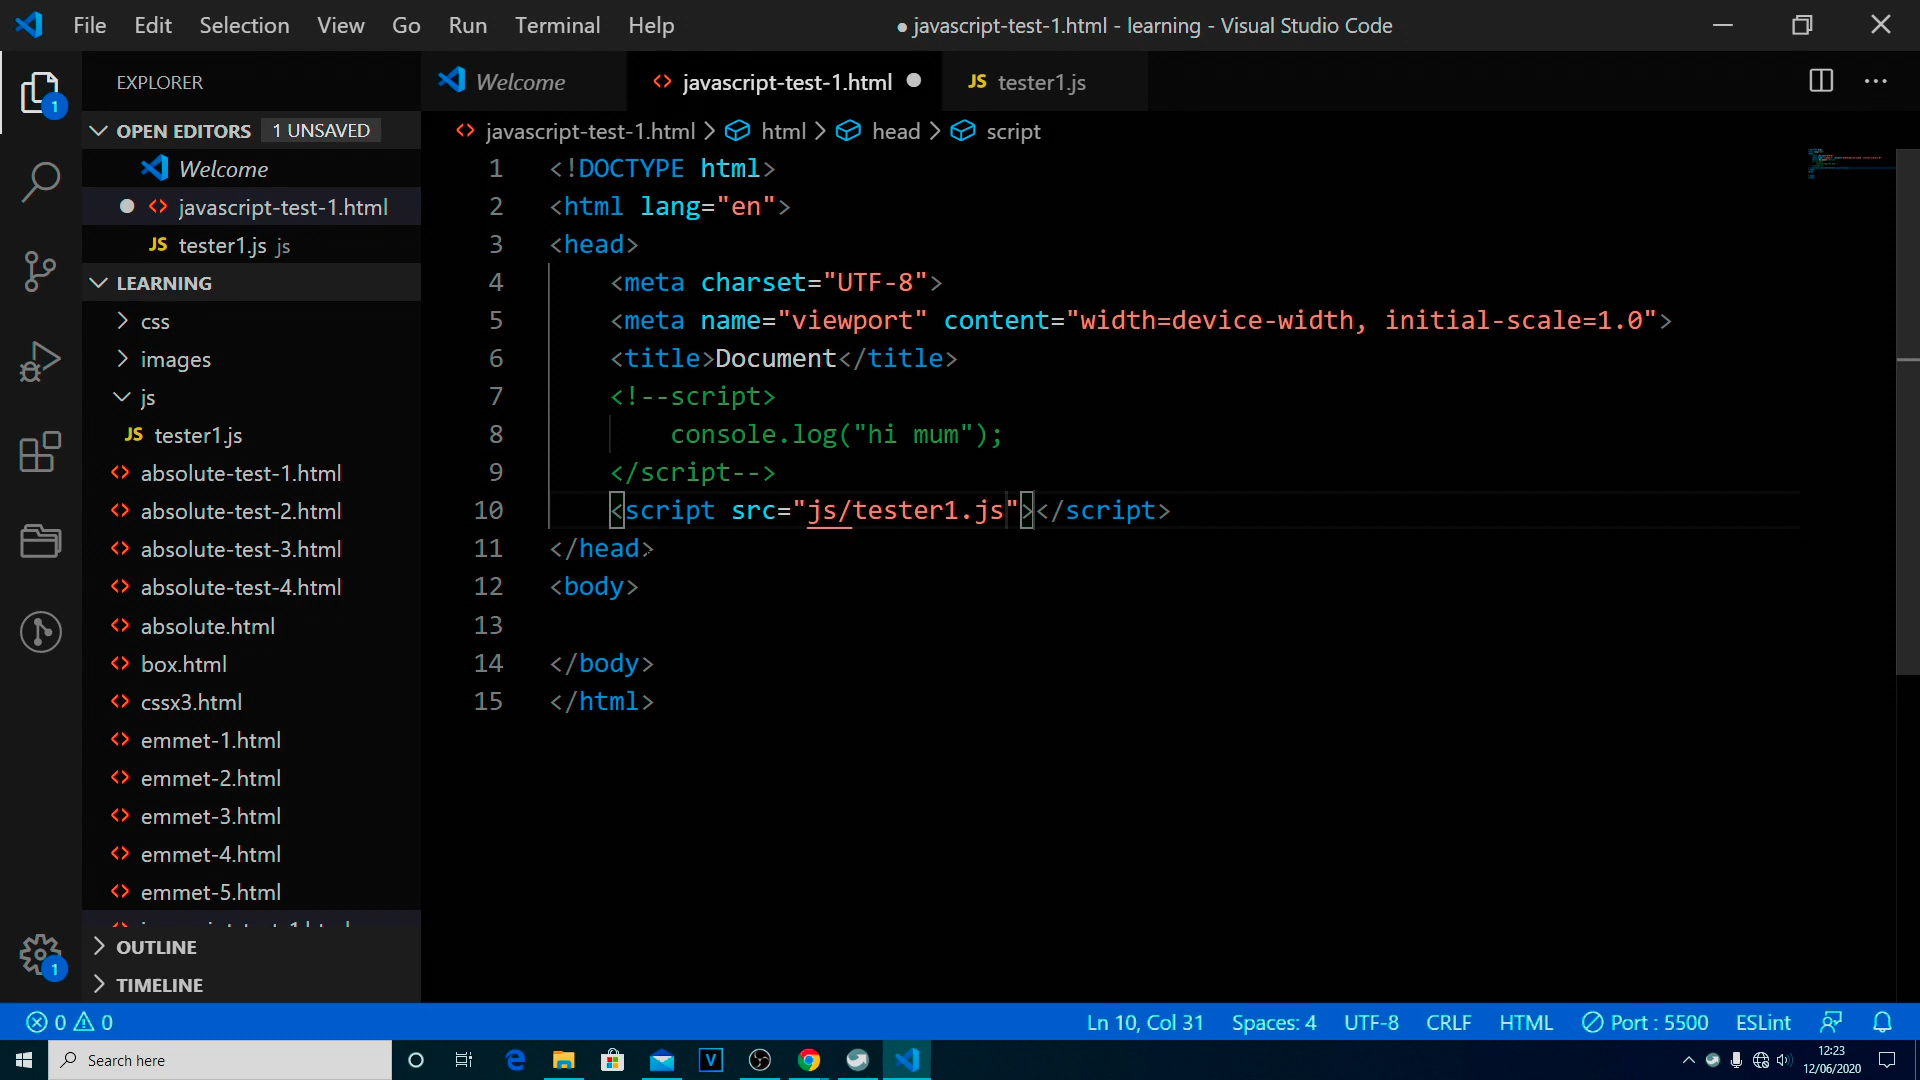 File Edit Selection View Go Run Terminal Help
● javascript-test-1.html - learning - Visual Studio Code
1
EXPLORER
Welcome
javascript-test-1.html
JS tester1.js
OPEN EDITORS 1 UNSAVED
Welcome
javascript-test-1.html
JS tester1.js js
LEARNING
css
images
js
JS tester1.js
absolute-test-1.html
absolute-test-2.html
absolute-test-3.html
absolute-test-4.html
absolute.html
box.html
cssx3.html
emmet-1.html
emmet-2.html
emmet-3.html
emmet-4.html
emmet-5.html
OUTLINE
TIMELINE
1
javascript-test-1.html > html > head > script
1 <!DOCTYPE html>
2 <html lang="en">
3 <head>
4 <meta charset="UTF-8">
5 <meta name="viewport" content="width=device-width, initial-scale=1.0">
6 <title>Document</title>
7 <!--script>
8 console.log("hi mum");
9 </script-->
10 <script src="js/tester1.js"></script>
11 </head>
12 <body>
13
14 </body>
15 </html>
0 0
Ln 10, Col 31 Spaces: 4 UTF-8 CRLF HTML Port : 5500 ESLint
Search here
12:23
12/06/2020